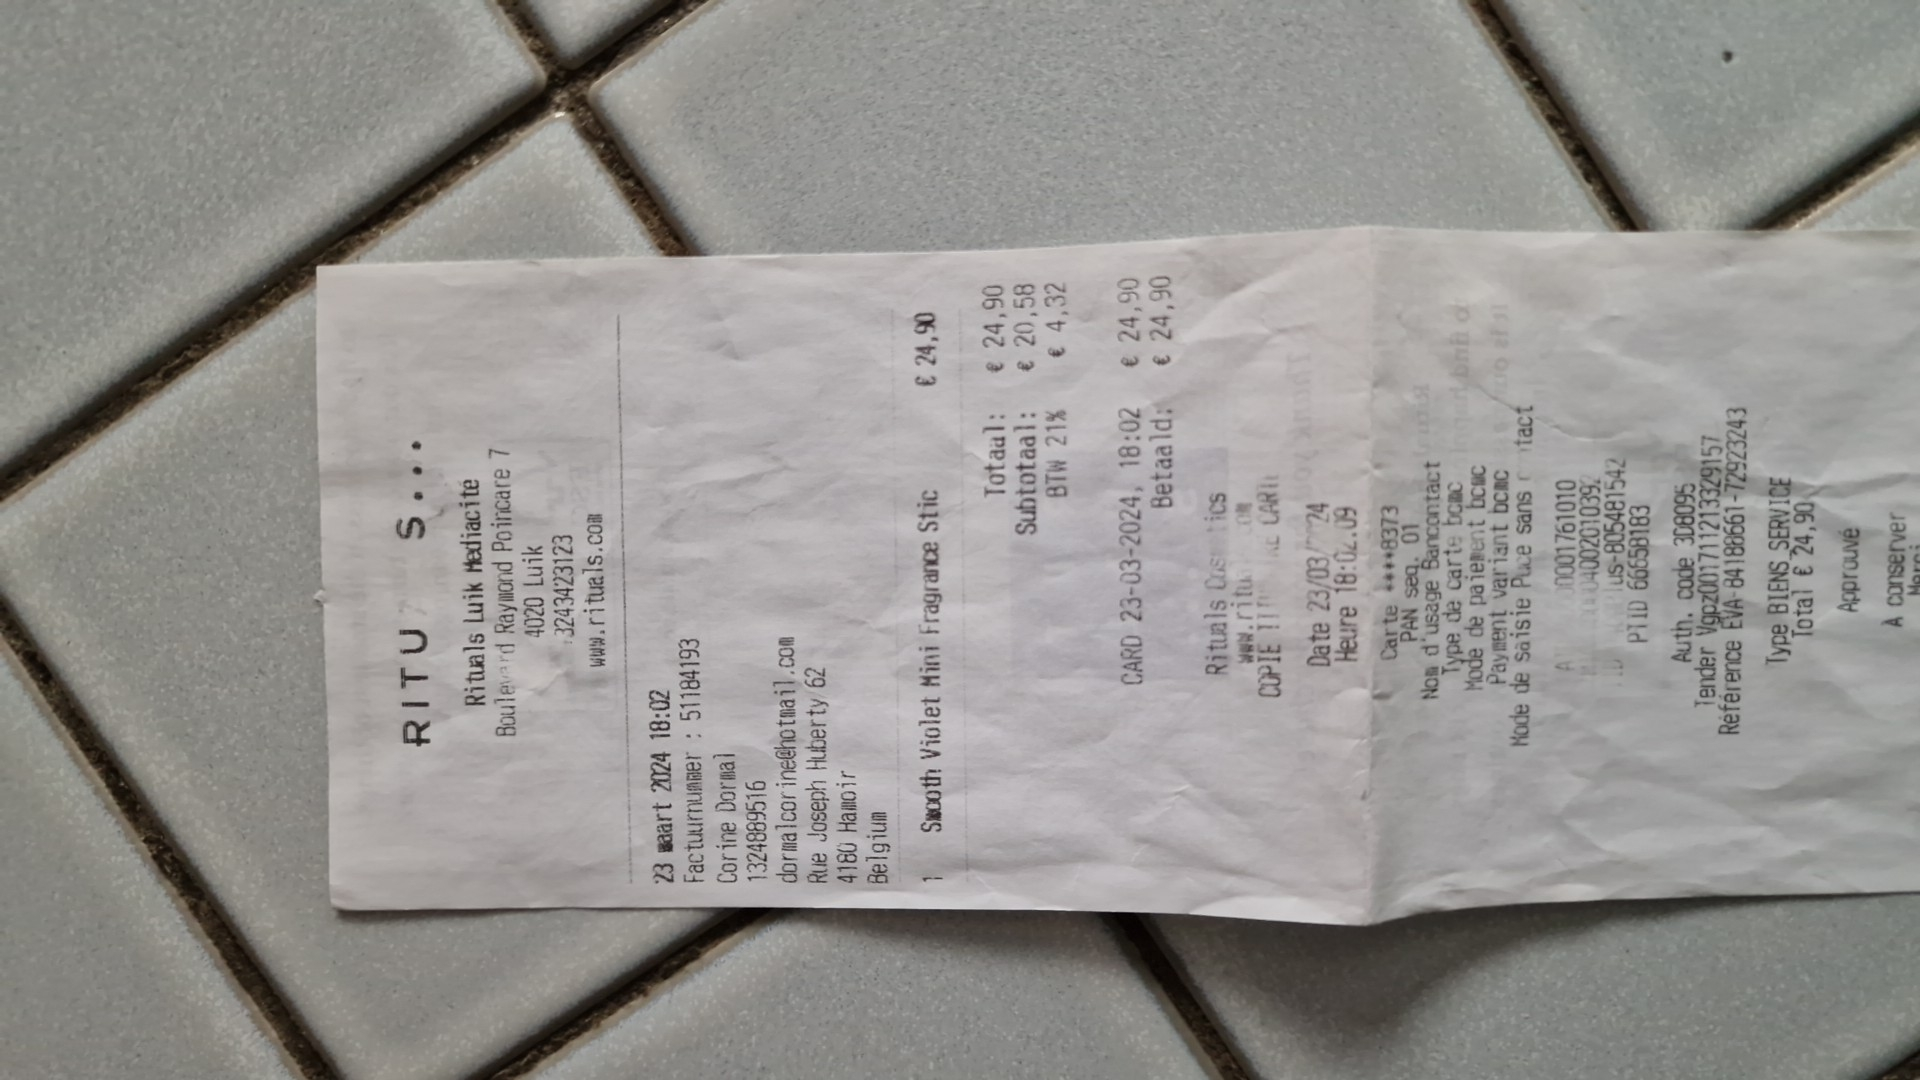 RITU S...
Rituals Luik Mediacité
Boulevard Raymond Poincare 7
4020 Luik
3243423123
www.rituals.com
23 maart 2024 18:02
Factuurnummer : 51184193
Corine Dormal
1324889516
dormalcorine@hotmail.com
Rue Joseph Huberty 62
4180 Hamoir
Belgium
1 Smooth Violet Mini Fragrance Stic € 24,90
Totaal: € 24,90
Subtotaal: € 20,58
BTW 21% € 4,32
CARD 23-03-2024, 18:02 € 24,90
Betaald: € 24,90
Rituals
COPIE
Date 23/03/ 24
Heure 18:02:09
Carte ****8373
PAN seq. 01
Nom d'usage Bancontact
Type de carte bcmc
Mode de paiement bcmc
Payment variant bcmc
Mode de saisie Puce sans
PTID 66658183
Auth. code 3D8095
Tender Vgpz001711213329157
Référence EVA-84188661-72923243
Type BIENS_SERVICE
Total € 24,90
Approuvé
À conserver